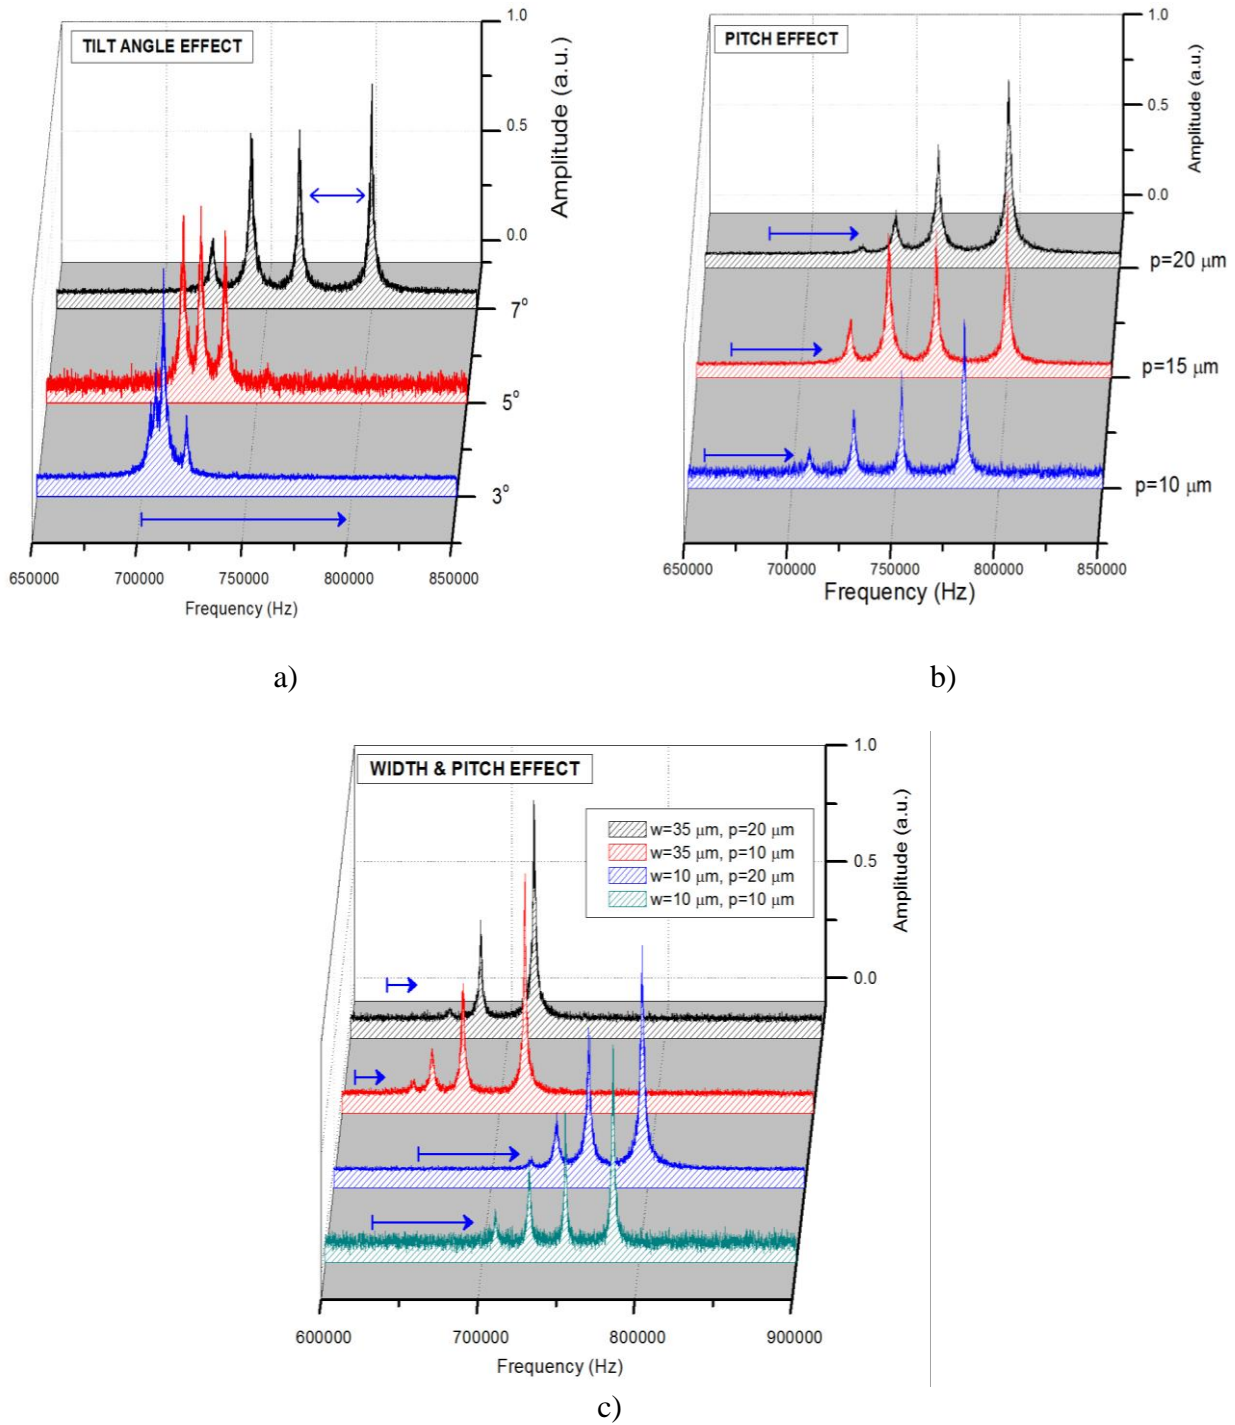 TILT ANGLE EFFECT
1.0
0.5
0.0
Amplitude (a.u.)
7°
5°
3°
650000 700000 750000 800000 850000
Frequency (Hz)
a)
PITCH EFFECT
1.0
0.5
0.0
Amplitude (a.u.)
p=20 μm
p=15 μm
p=10 μm
650000 700000 750000 800000 850000
Frequency (Hz)
b)
WIDTH & PITCH EFFECT
w=35 μm, p=20 μm
w=35 μm, p=10 μm
w=10 μm, p=20 μm
w=10 μm, p=10 μm
1.0
0.5
0.0
Amplitude (a.u.)
600000 700000 800000 900000
Frequency (Hz)
c)